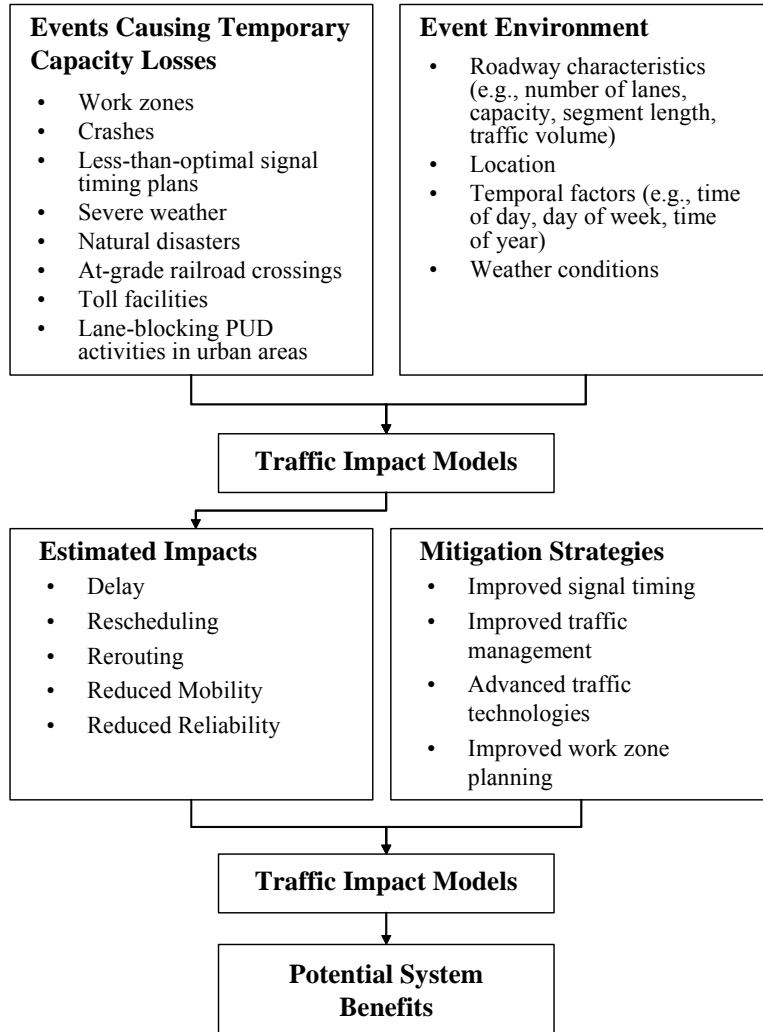 Events Causing Temporary
Capacity Losses
• Work zones
• Crashes
• Less-than-optimal signal
timing plans
• Severe weather
• Natural disasters
• At-grade railroad crossings
• Toll facilities
• Lane-blocking PUD
activities in urban areas
Event Environment
• Roadway characteristics
(e.g., number of lanes,
capacity, segment length,
traffic volume)
• Location
• Temporal factors (e.g., time
of day, day of week, time
of year)
• Weather conditions
Traffic Impact Models
Estimated Impacts
• Delay
• Rescheduling
• Rerouting
• Reduced Mobility
• Reduced Reliability
Mitigation Strategies
• Improved signal timing
• Improved traffic
management
• Advanced traffic
technologies
• Improved work zone
planning
Traffic Impact Models
Potential System
Benefits